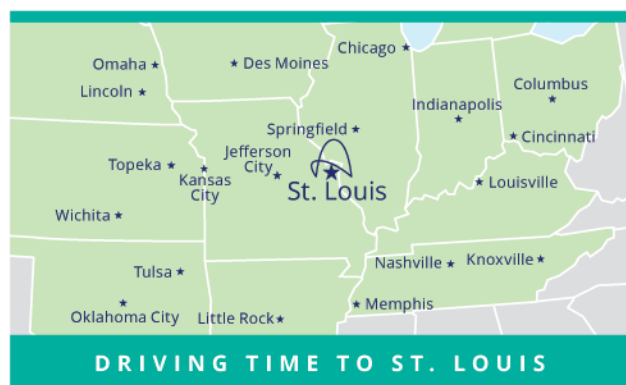 Chicago
Omaha
Des Moines
Lincoln
Columbus
Indianapolis
Springfield
Cincinnati
Jefferson
City
Topeka
Kansas
City
St. Louis
Louisville
Wichita
Nashville
Knoxville
Tulsa
Oklahoma City
Little Rock
Memphis
DRIVING TIME TO ST. LOUIS